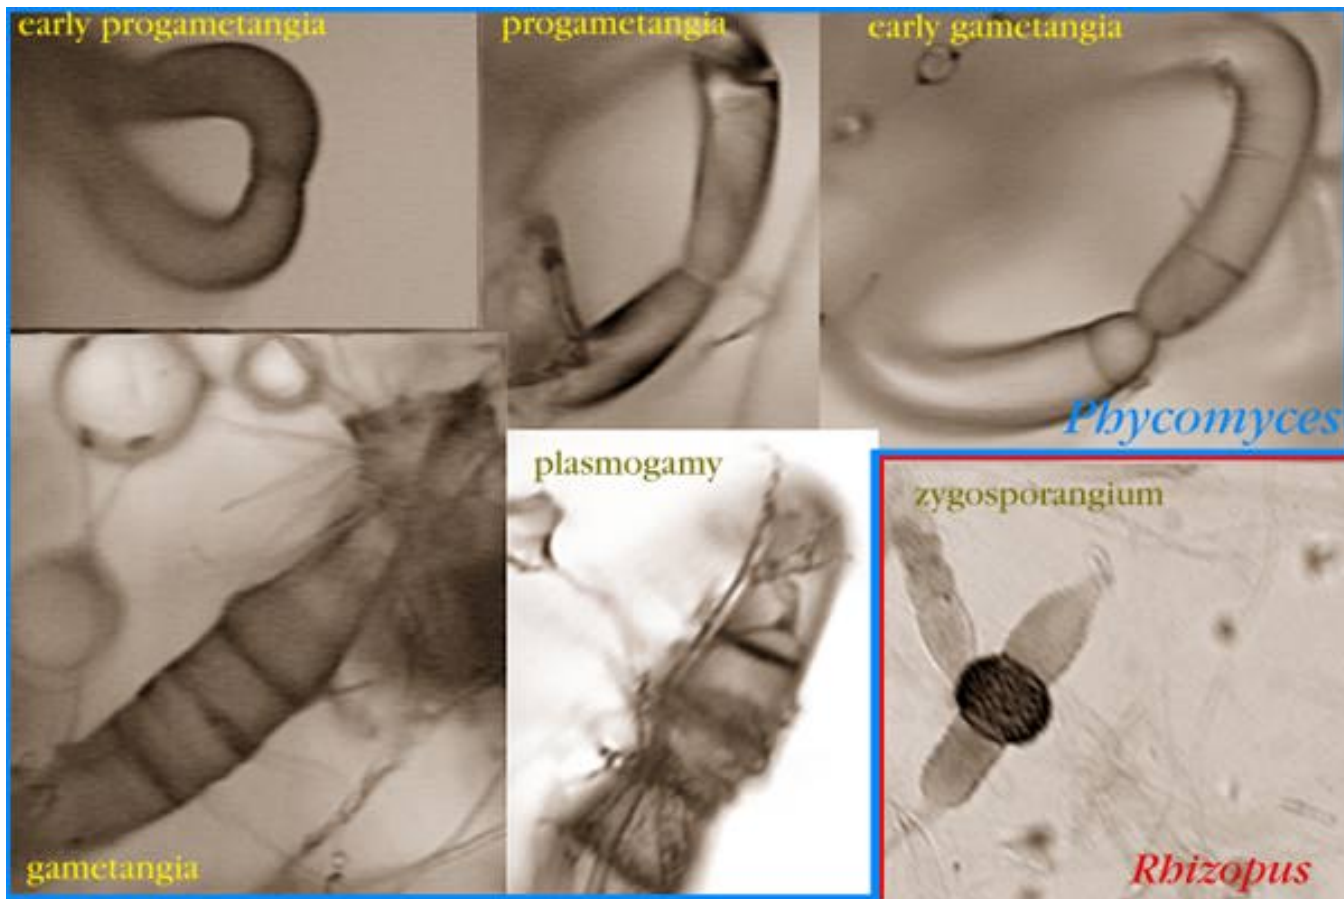 early progametangia
progametangia
early gametangia
Phycomyces
plasmogamy
zygosporangium
gametangia
Rhizopus